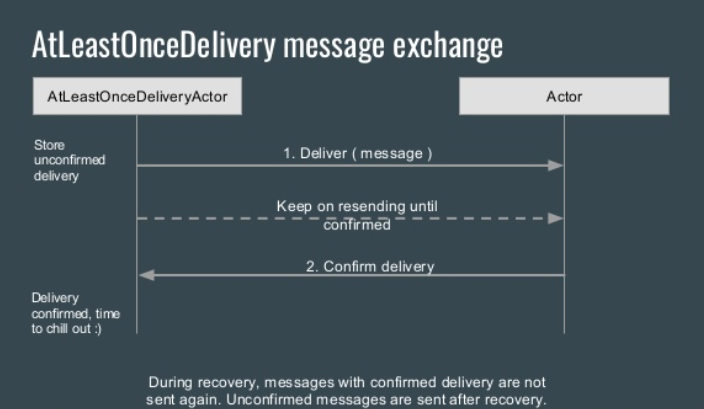 AtLeastOnceDelivery message exchange
AtLeastOnceDeliveryActor
Actor
Store
unconfirmed
delivery
1. Deliver ( message )
Keep on resending until
confirmed
2. Confirm delivery
Delivery
confirmed, time
to chill out :)
During recovery, messages with confirmed delivery are not
sent again. Unconfirmed messages are sent after recovery.